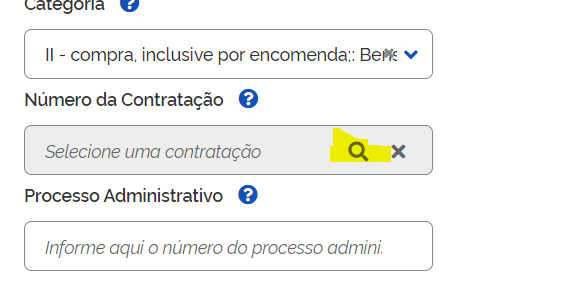 Categoria ?
II - compra, inclusive por encomenda;: Bens
Número da Contratação ?
Selecione uma contratação
Processo Administrativo ?
Informe aqui o número do processo admini.